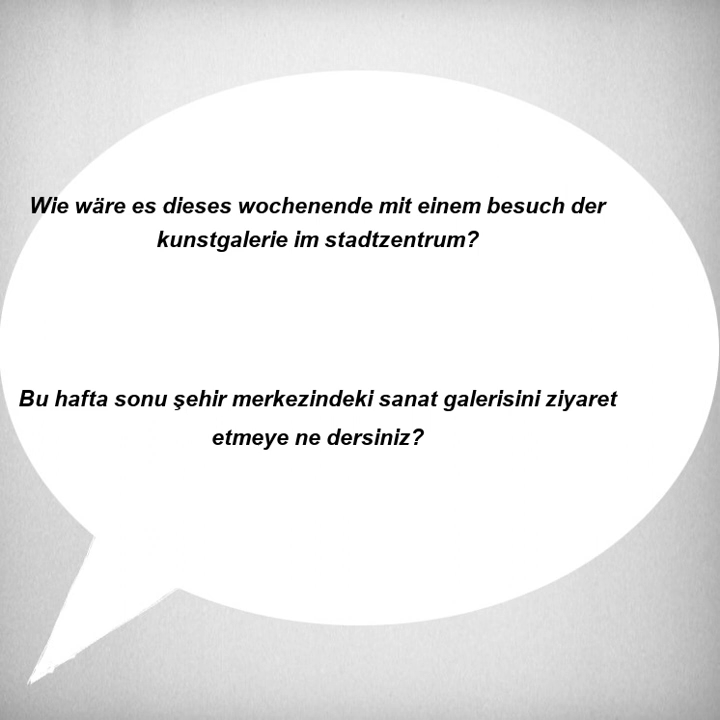 Wie wäre es dieses wochenende mit einem besuch der
kunstgalerie im stadtzentrum?
Bu hafta sonu şehir merkezindeki sanat galerisini ziyaret
etmeye ne dersiniz?